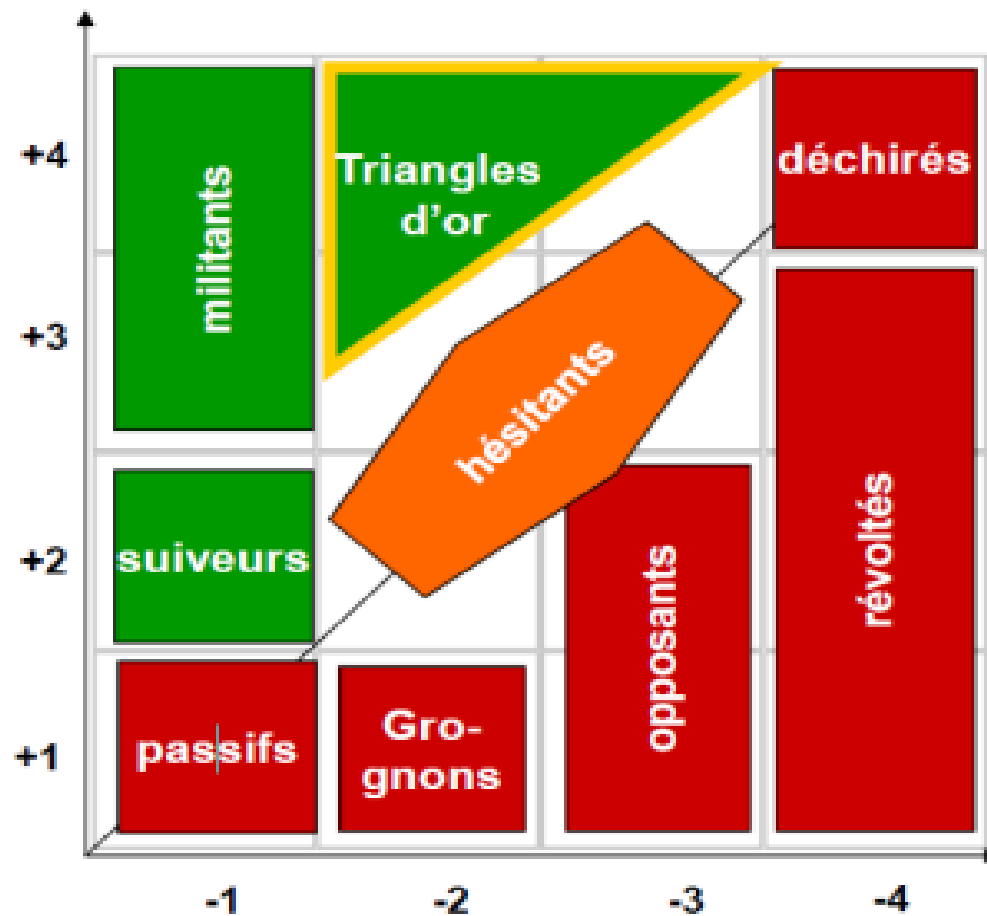 +4
militants
Triangles
d'or
déchirés
+3
hésitants
+2
suiveurs
opposants
révoltés
+1
passifs
Gro-
gnons
-1
-2
-3
-4